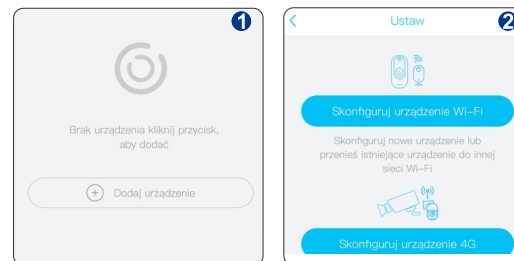 1
Brak urządzenia kliknij przycisk,
aby dodać
Dodaj urządzenie
2
Ustaw
Skonfiguruj urządzenie Wi-Fi
Skonfiguruj nowe urządzenie lub
przenieś istniejące urządzenie do innej
sieci Wi-Fi
Skonfiguruj urządzenie 4G